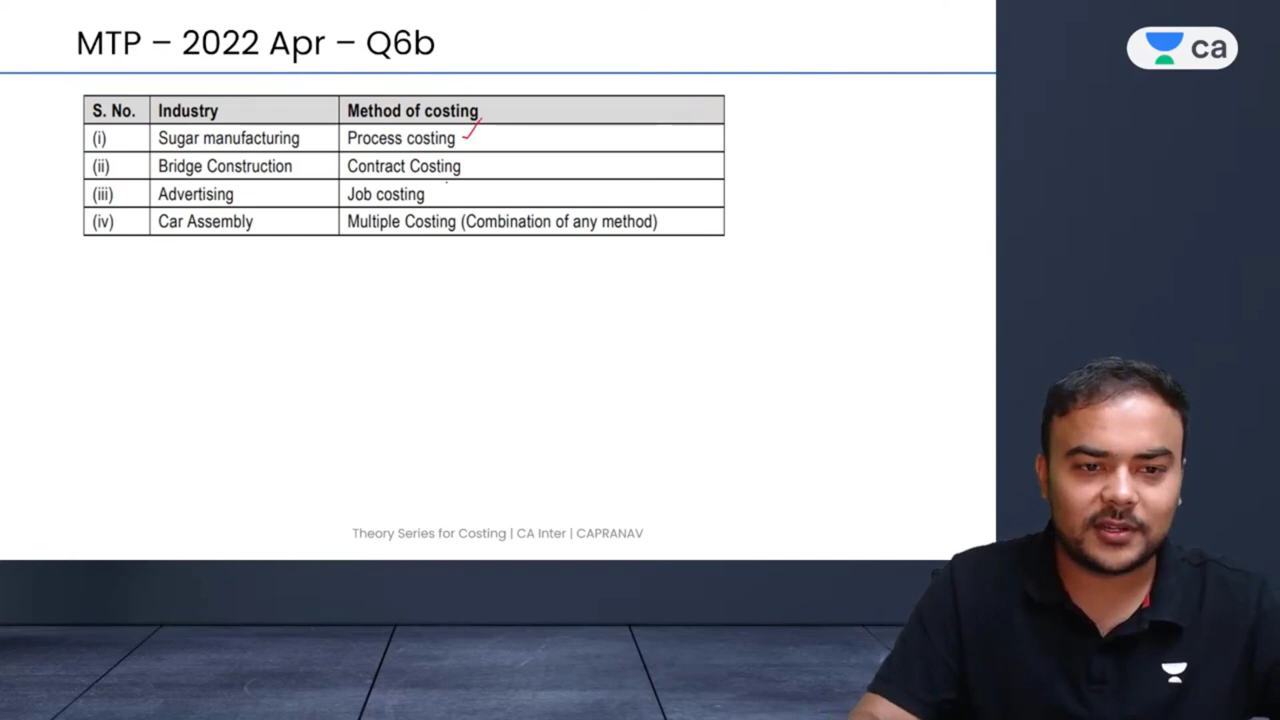 MTP – 2022 Apr – Q6b
ca
S. No. Industry Method of costing
(i) Sugar manufacturing Process costing
(ii) Bridge Construction Contract Costing
(iii) Advertising Job costing
(iv) Car Assembly Multiple Costing (Combination of any method)
Theory Series for Costing | CA Inter | CAPRANAV